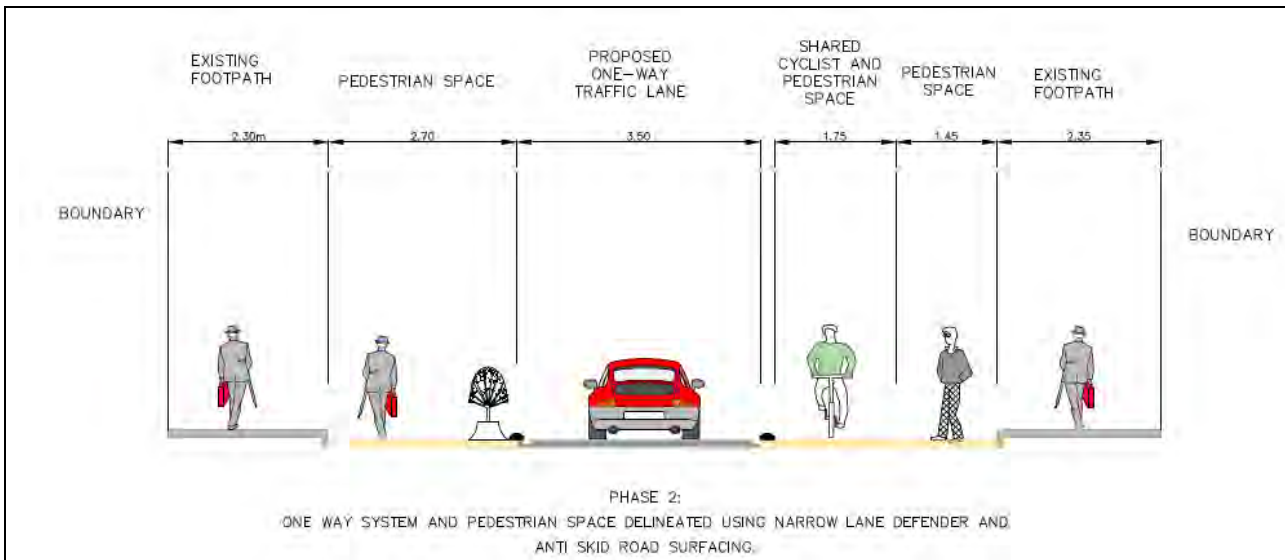 EXISTING
FOOTPATH
PEDESTRIAN SPACE
PROPOSED
ONE-WAY
TRAFFIC LANE
SHARED
CYCLIST AND
PEDESTRIAN
SPACE
PEDESTRIAN
SPACE
EXISTING
FOOTPATH
2.30m
2.70
3.50
1.75
1.45
2.35
BOUNDARY
BOUNDARY
PHASE 2:
ONE WAY SYSTEM AND PEDESTRIAN SPACE DELINEATED USING NARROW LANE DEFENDER AND
ANTI SKID ROAD SURFACING.